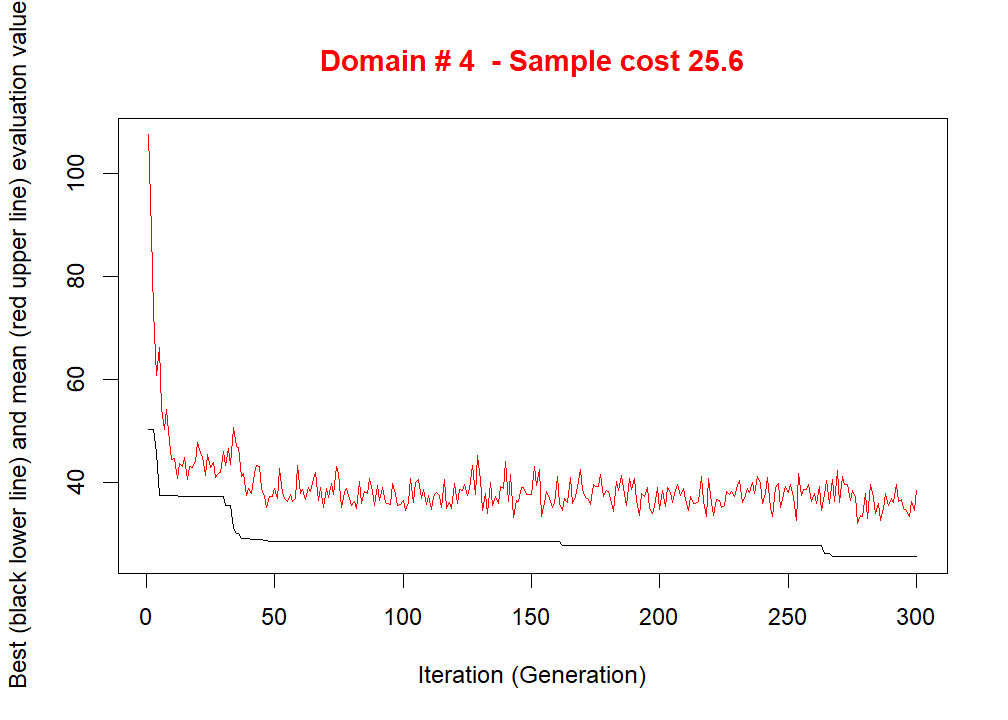 Domain # 4  - Sample cost 25.6
Best (black lower line) and mean (red upper line) evaluation value
100
80
60
40
0 50 100 150 200 250 300
Iteration (Generation)